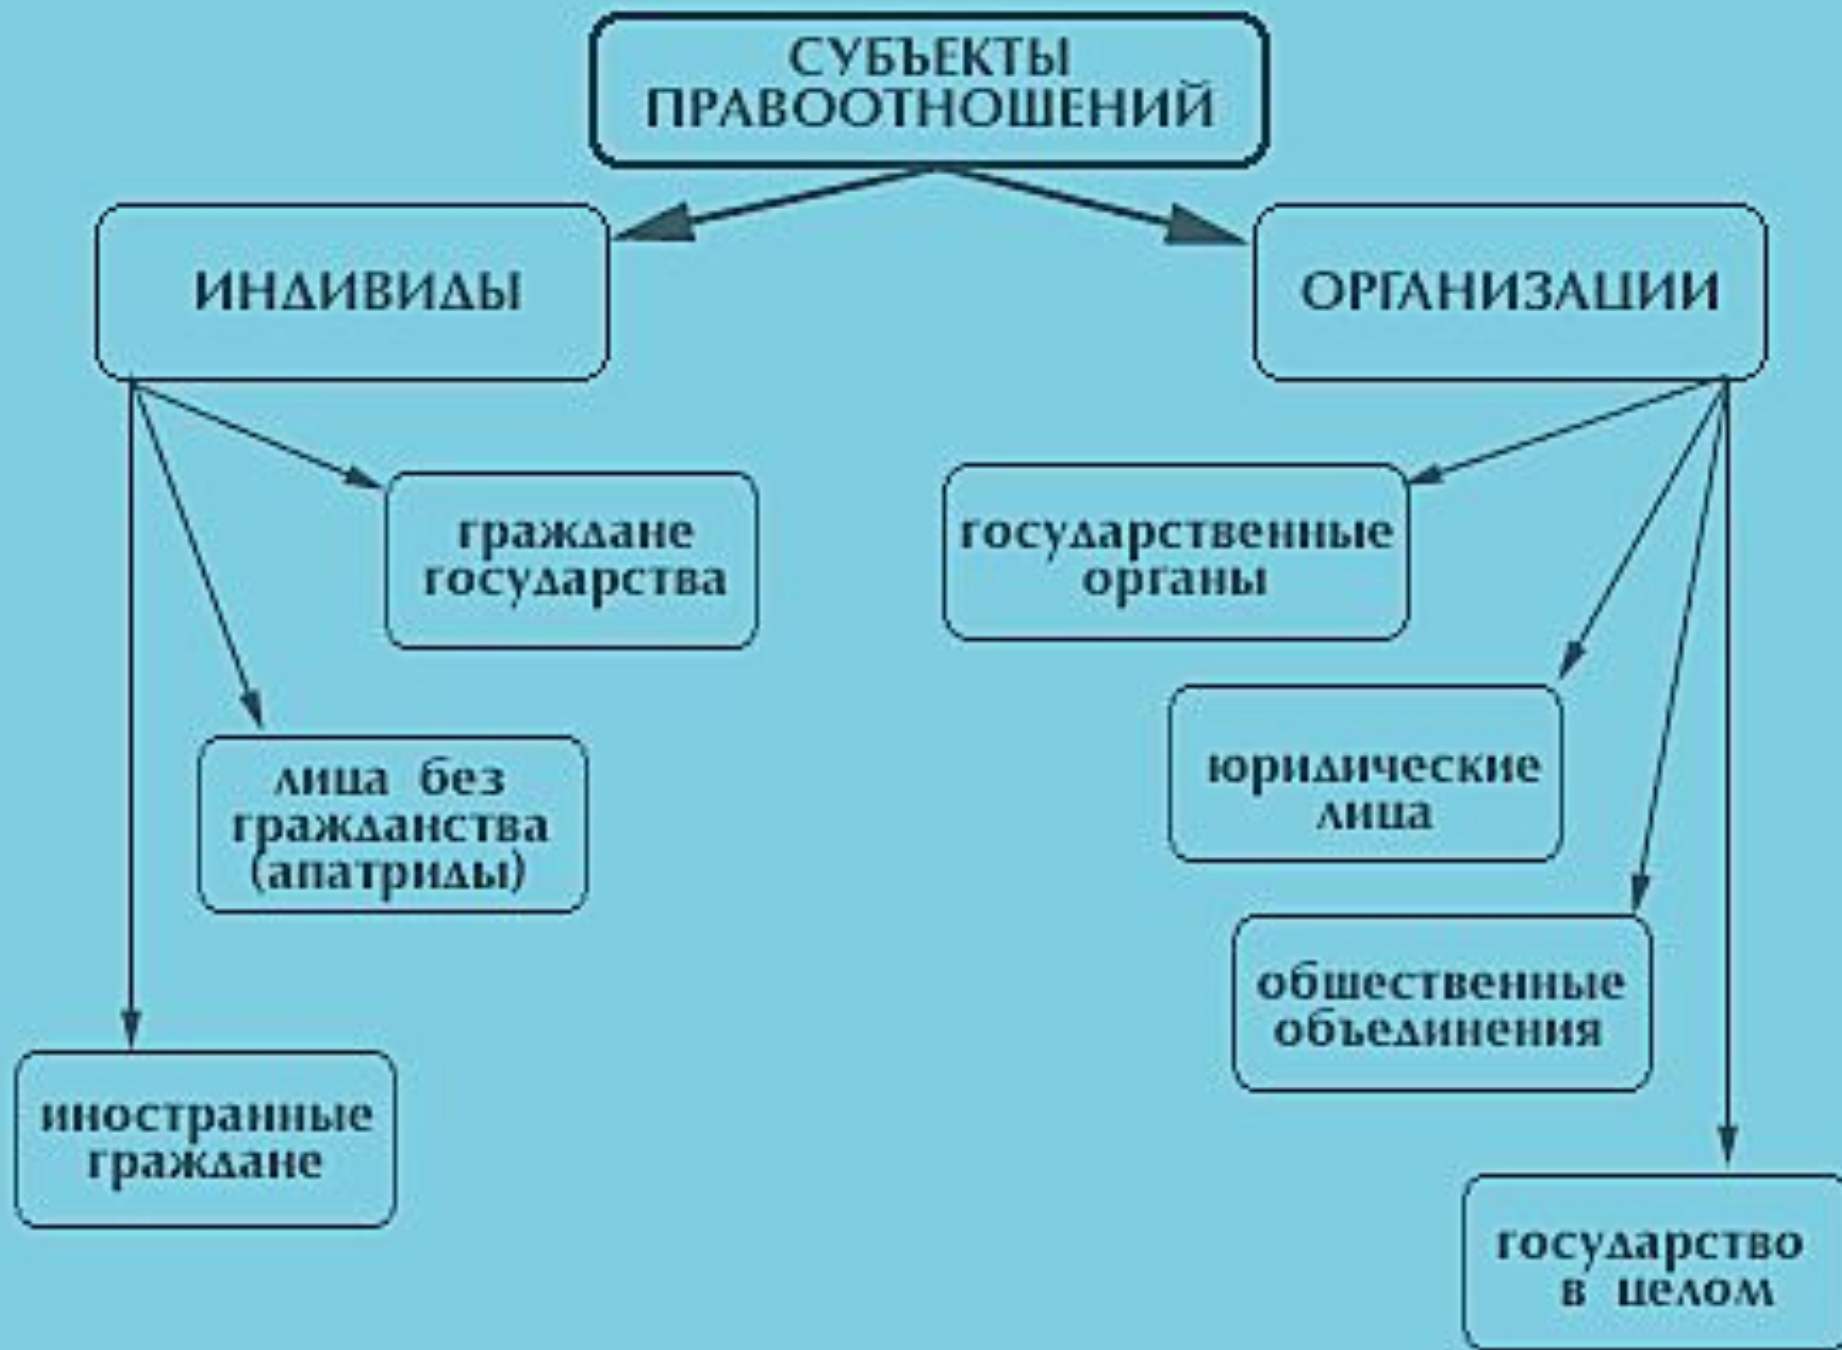 СУБЪЕКТЫ
ПРАВООТНОШЕНИЙ
ИНДИВИДЫ
ОРГАНИЗАЦИИ
граждане
государства
государственные
органы
лица без
гражданства
(апатриды)
юридические
лица
общественные
объединения
иностранные
граждане
государство
в целом